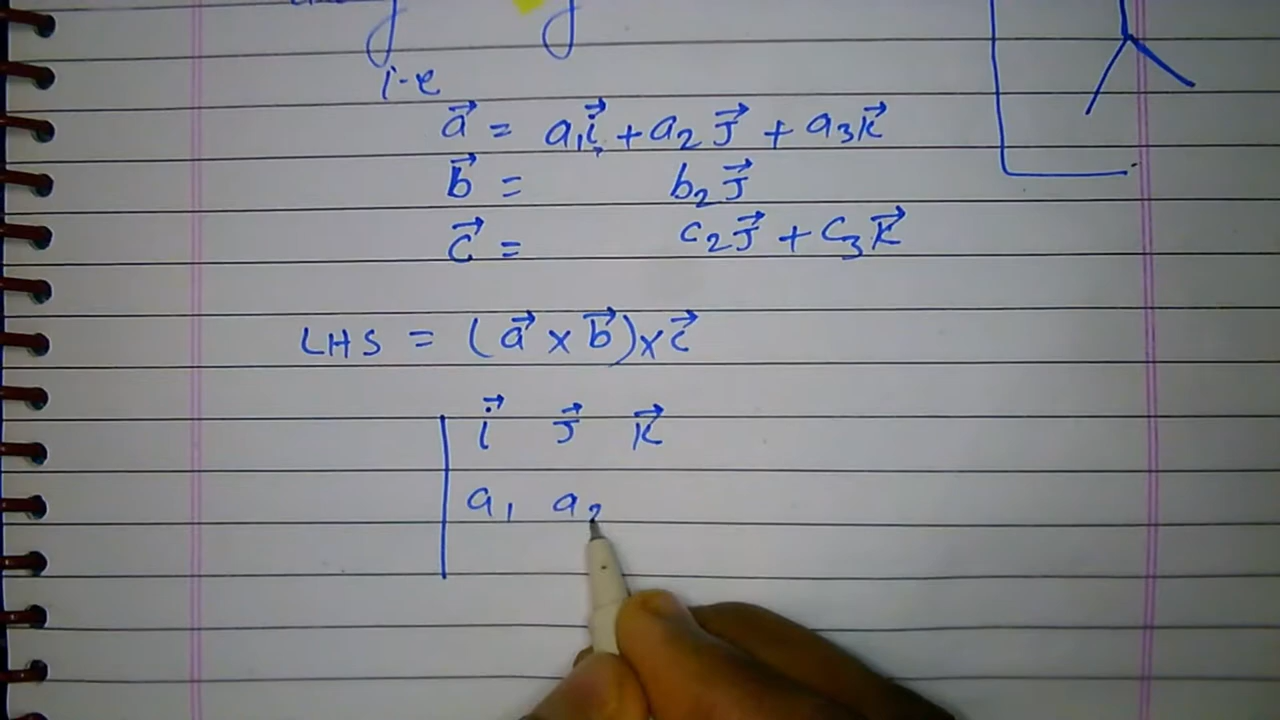 i-e
a⃗ = a₁i⃗ + a₂J⃗ + a₃K⃗
b⃗ = b₂J⃗
c⃗ = c₂J⃗ + C₃K⃗
LHS = (a⃗ x b⃗) x c⃗
i⃗ J⃗ K⃗
a₁ a₂